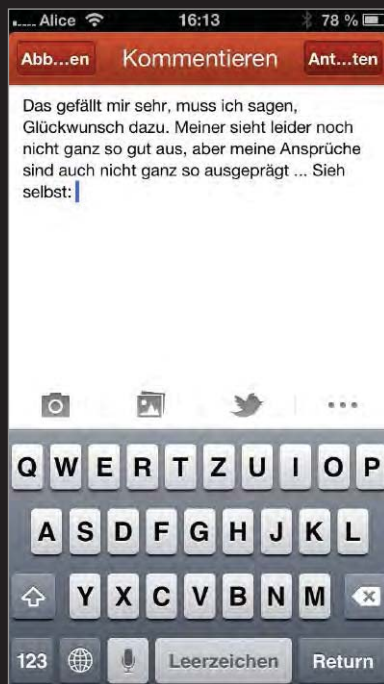 Alice 16:13 78 %
Abb...en Kommentieren Ant...ten
Das gefällt mir sehr, muss ich sagen,
Glückwunsch dazu. Meiner sieht leider noch
nicht ganz so gut aus, aber meine Ansprüche
sind auch nicht ganz so ausgeprägt ... Sieh
selbst:
Q W E R T Z U I O P
A S D F G H J K L
Y X C V B N M
123 Leerzeichen Return